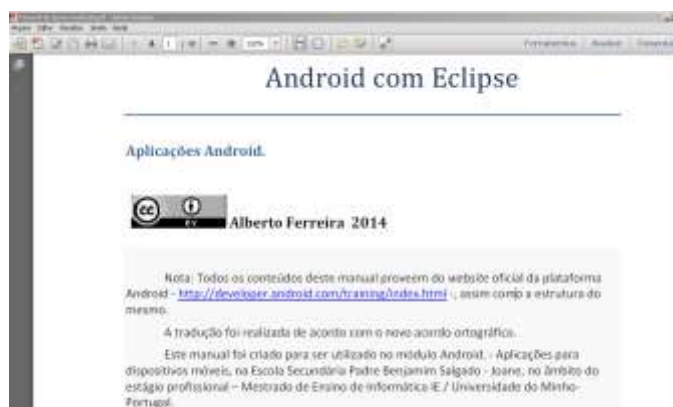 Android com Eclipse
Aplicações Android.
cc
BY
Alberto Ferreira 2014
Nota: Todos os conteúdos deste manual proveem do website oficial da plataforma
Android - http://developer.android.com/training/index.html -, assim como a estrutura do
mesmo.
A tradução foi realizada de acordo com o novo acordo ortográfico.
Este manual foi criado para ser utilizado no módulo Android. - Aplicações para
dispositivos móveis, na Escola Secundária Padre Benjamim Salgado - Joane, no âmbito do
estágio profissional – Mestrado de Ensino de Informática IE / Universidade do Minho-
Portugal.